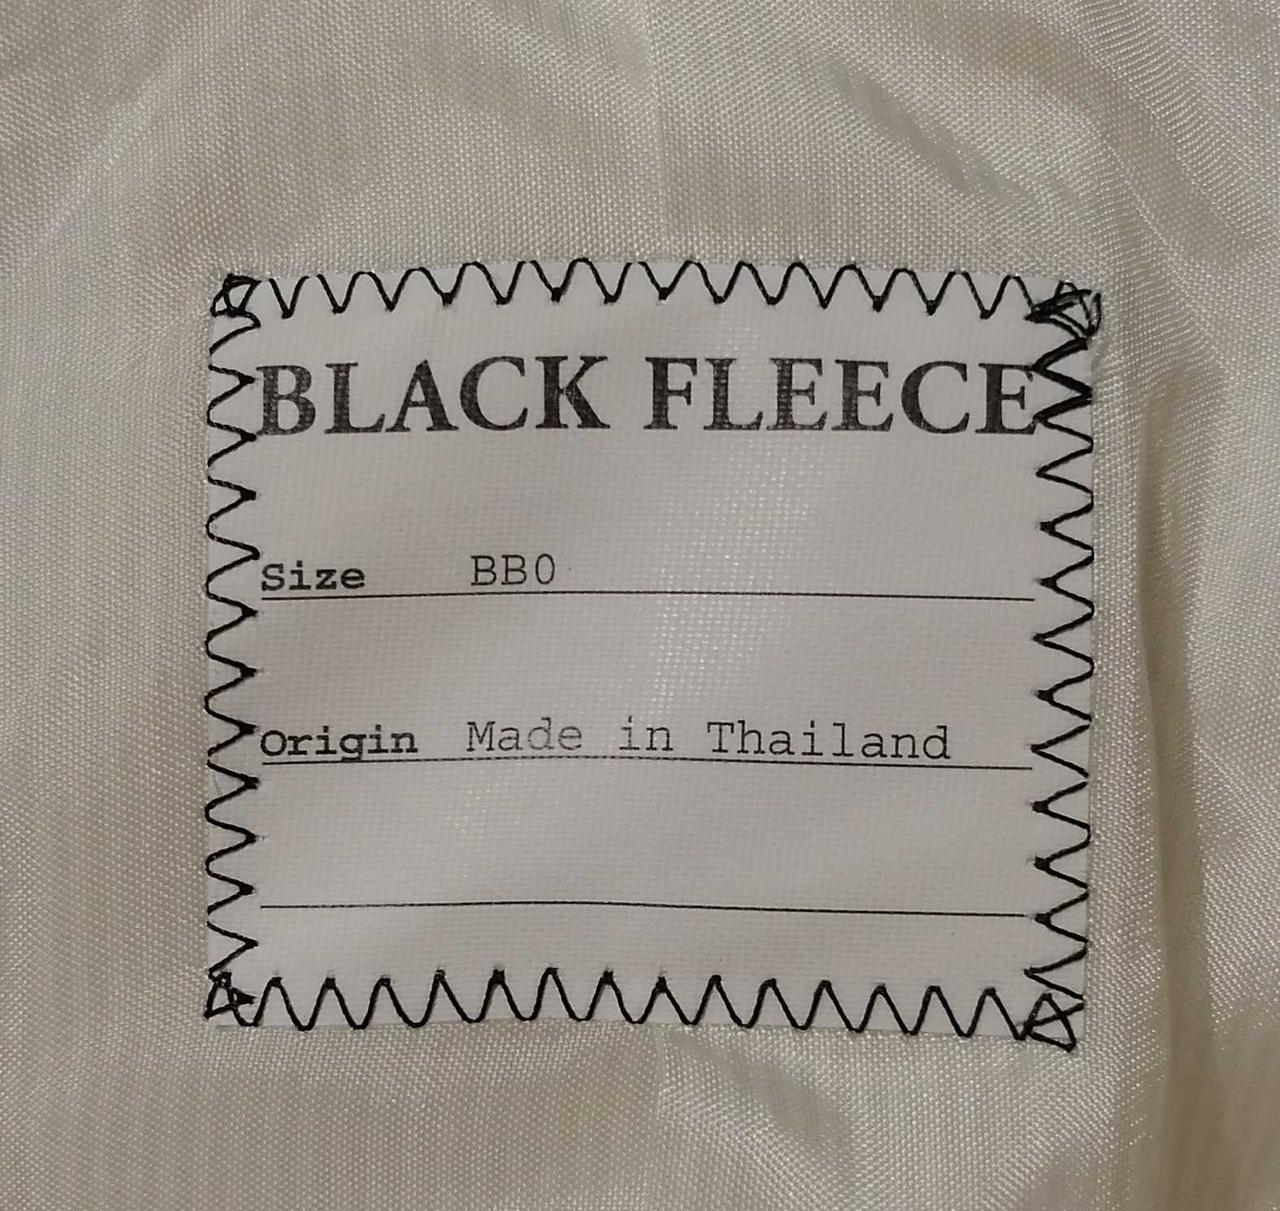 BLACK FLEECE
Size BB0
Origin Made in Thailand